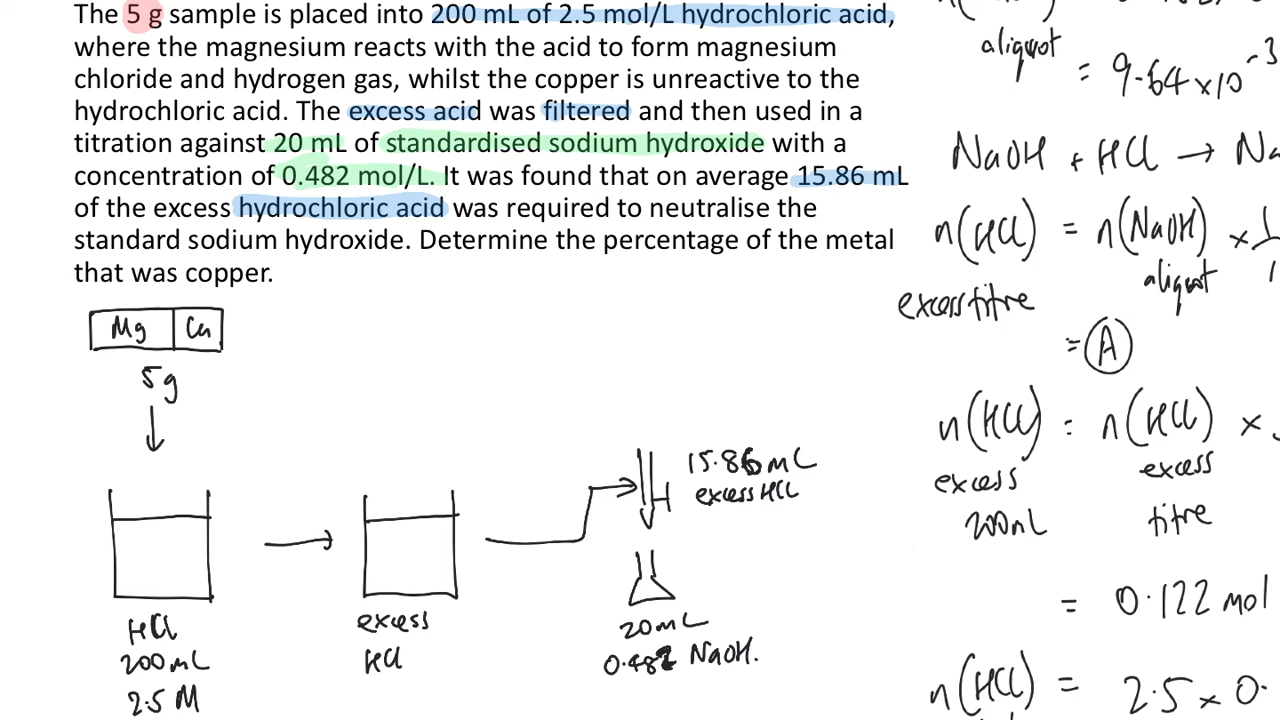 The 5 g sample is placed into 200 mL of 2.5 mol/L hydrochloric acid,
where the magnesium reacts with the acid to form magnesium
chloride and hydrogen gas, whilst the copper is unreactive to the
hydrochloric acid. The excess acid was filtered and then used in a
titration against 20 mL of standardised sodium hydroxide with a
concentration of 0.482 mol/L. It was found that on average 15.86 mL
of the excess hydrochloric acid was required to neutralise the
standard sodium hydroxide. Determine the percentage of the metal
that was copper.
Mg Cu
5g
HCl
200mL
2.5 M
excess
HCl
15.86mL
excess HCl
20mL
0.482 NaOH.
aliquot
= 9.64 x10^-3
NaOH + HCl → Na
n(HCl) = n(NaOH) x 1
excess titre aliquot 1
= A
n(HCl) = n(HCl) x
excess excess
200mL titre
= 0.122 mol
n(HCl) = 2.5 x 0.